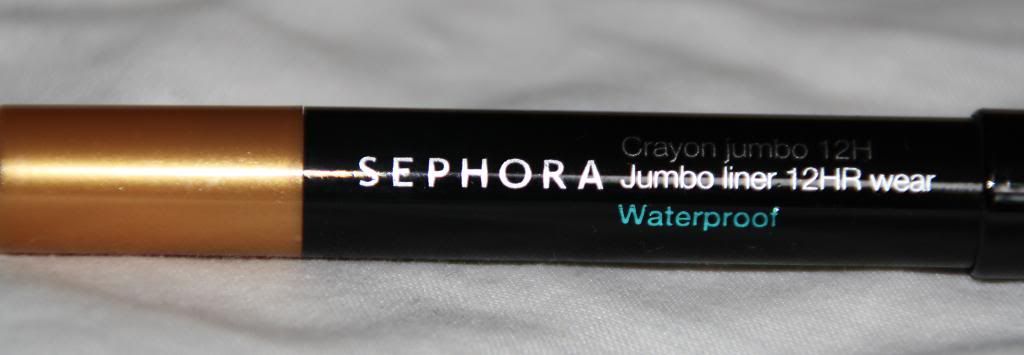 SEPHORA
Crayon jumbo 12H
Jumbo liner 12HR wear
Waterproof